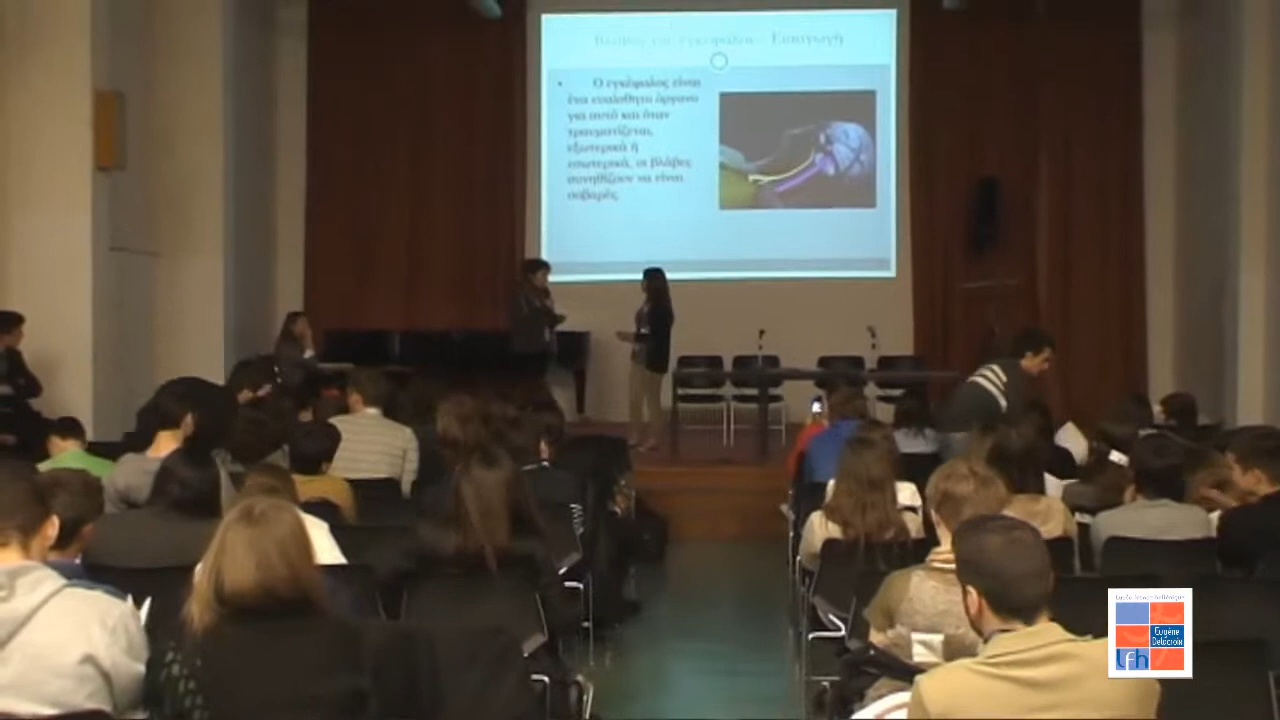 Εισαγωγή
• Ο εγκέφαλος είναι
ένα ευαίσθητο όργανο
για αυτό και όταν
τραυματίζεται,
εξωτερικά ή
εσωτερικά, οι βλάβες
συνηθίζουν να είναι
σοβαρές.
Eugène
Delacroix
lfh